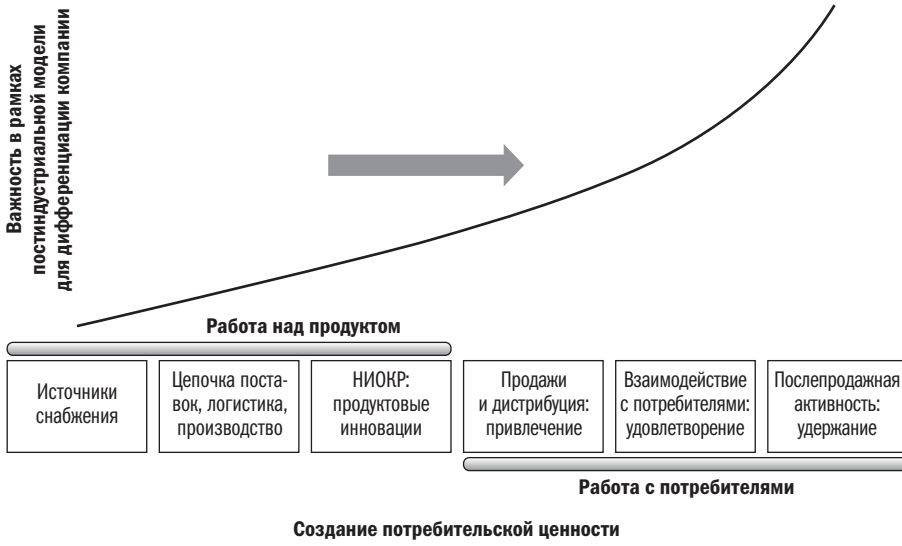 Важность в рамках
постиндустриальной модели
для дифференциации компании
Работа над продуктом
Источники
снабжения
Цепочка поста-
вок, логистика,
производство
НИОКР:
продуктовые
инновации
Продажи
и дистрибуция:
привлечение
Взаимодействие
с потребителями:
удовлетворение
Послепродажная
активность:
удержание
Работа с потребителями
Создание потребительской ценности